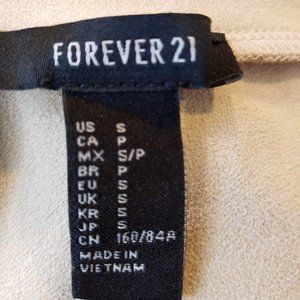 FOREVER 21
US S
CA P
MX S/P
BR P
EU S
UK S
KR S
JP S
CN 160/84A
MADE IN
VIETNAM